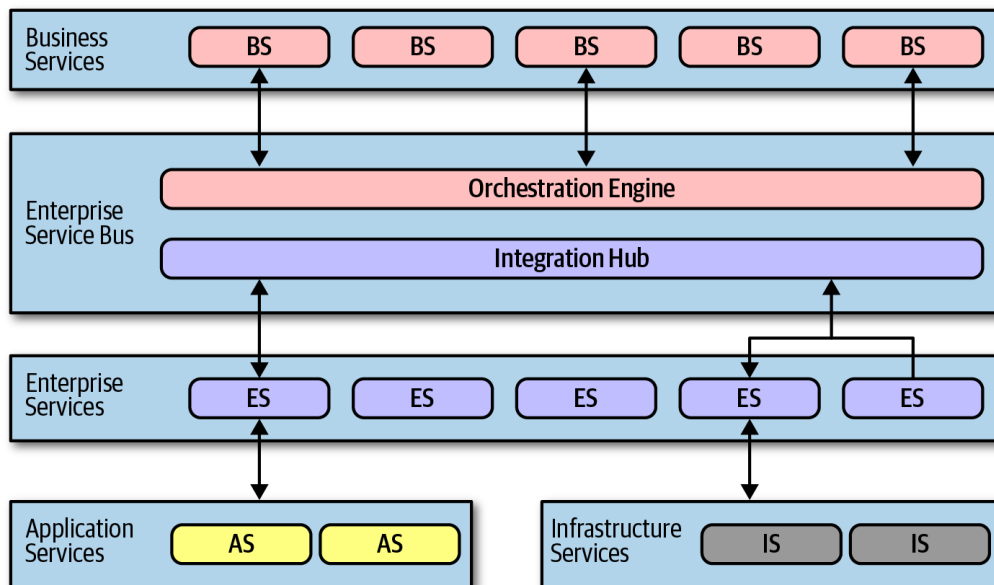 Business
Services
BS BS BS BS BS
Orchestration Engine
Enterprise
Service Bus
Integration Hub
Enterprise
Services
ES ES ES ES ES
Application
Services
AS AS
Infrastructure
Services
IS IS